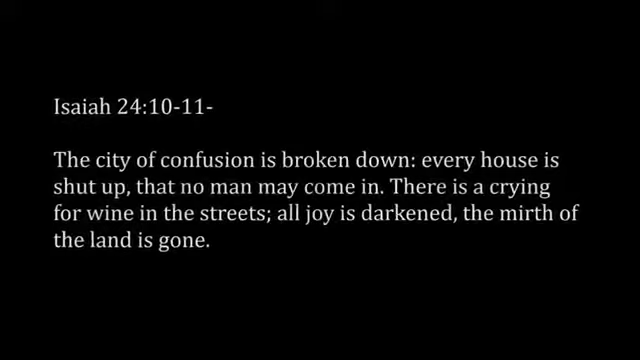 Isaiah 24:10-11-
The city of confusion is broken down: every house is
shut up, that no man may come in. There is a crying
for wine in the streets; all joy is darkened, the mirth of
the land is gone.